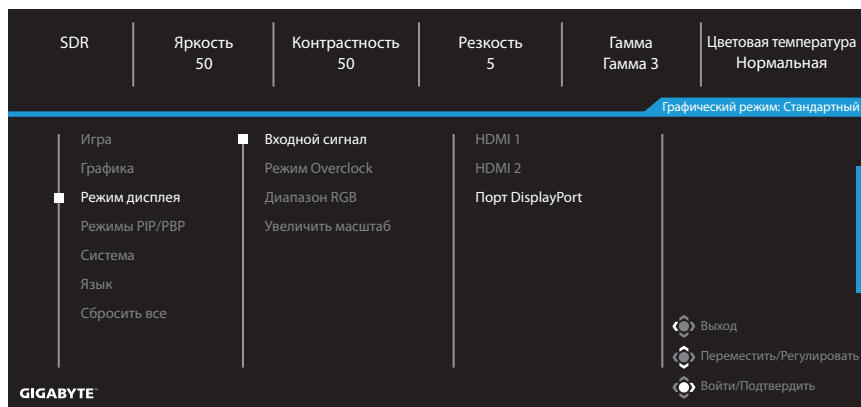 SDR
Яркость
50
Контрастность
50
Резкость
5
Гамма
Гамма 3
Цветовая температура
Нормальная
Графический режим: Стандартный
Игра
Графика
Режим дисплея
Режимы PIP/PBP
Система
Язык
Сбросить все
Входной сигнал
Режим Overclock
Диапазон RGB
Увеличить масштаб
HDMI 1
HDMI 2
Порт DisplayPort
Выход
Переместить/Регулировать
Войти/Подтвердить
GIGABYTE™